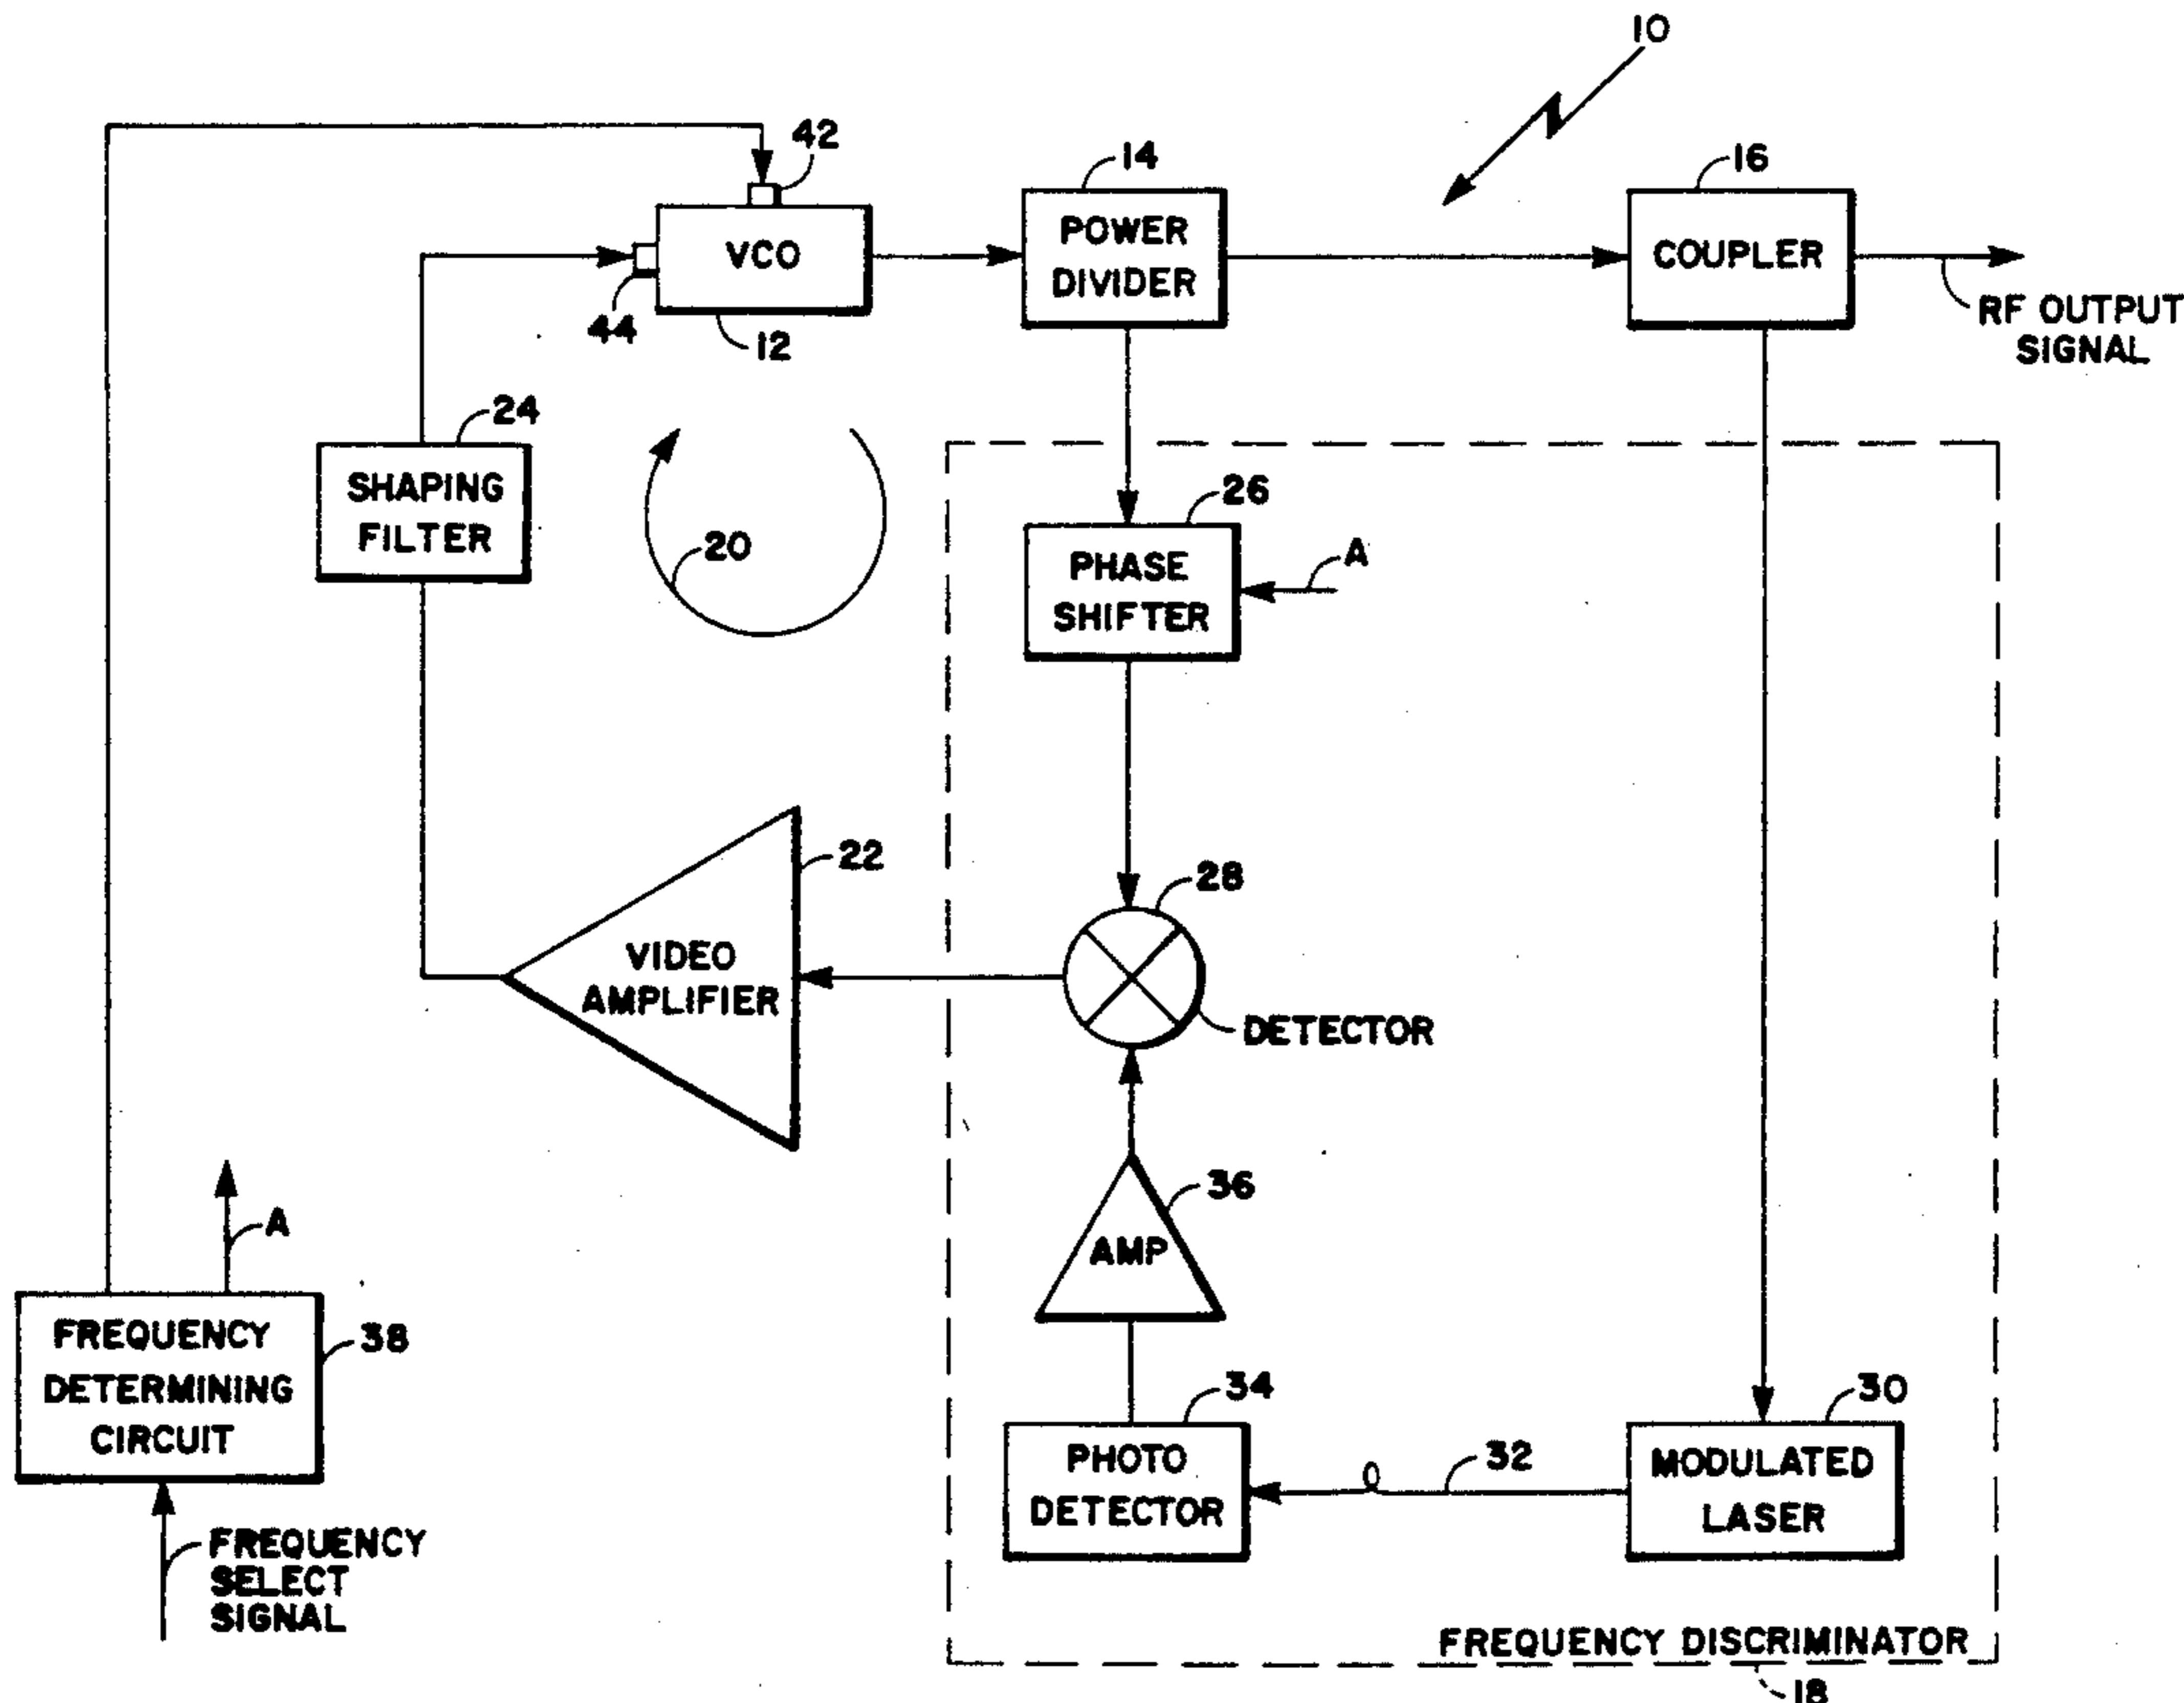 10
42
14
16
VCO
POWER
DIVIDER
COUPLER
44
12
RF OUTPUT
SIGNAL
24
SHAPING
FILTER
20
26
PHASE
SHIFTER
A
22
VIDEO
AMPLIFIER
28
DETECTOR
36
AMP
A
FREQUENCY
DETERMINING
CIRCUIT
38
34
PHOTO
DETECTOR
32
30
MODULATED
LASER
FREQUENCY
SELECT
SIGNAL
FREQUENCY DISCRIMINATOR
18